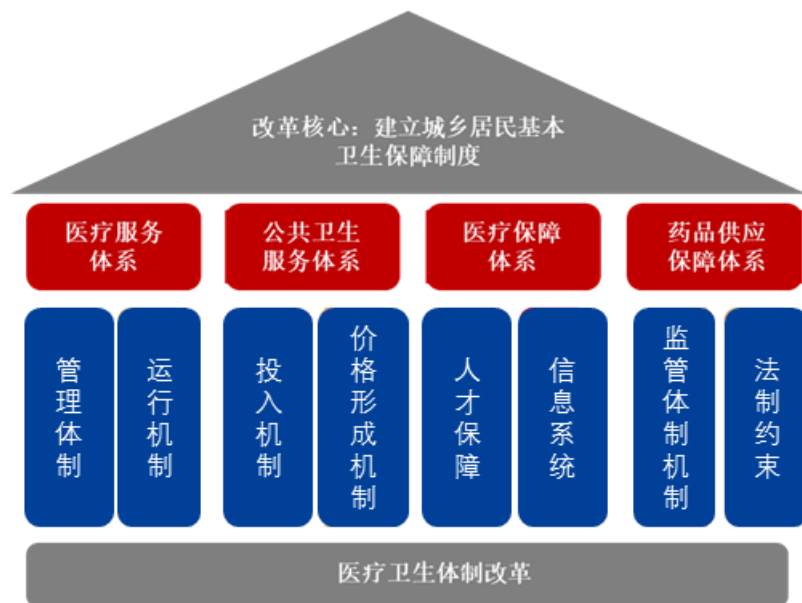 改革核心：建立城乡居民基本
卫生保障制度
医疗服务
体系
公共卫生
服务体系
医疗保障
体系
药品供应
保障体系
管理体制
运行机制
投入机制
价格形成机制
人才保障
信息系统
监管体制机制
法制约束
医疗卫生体制改革